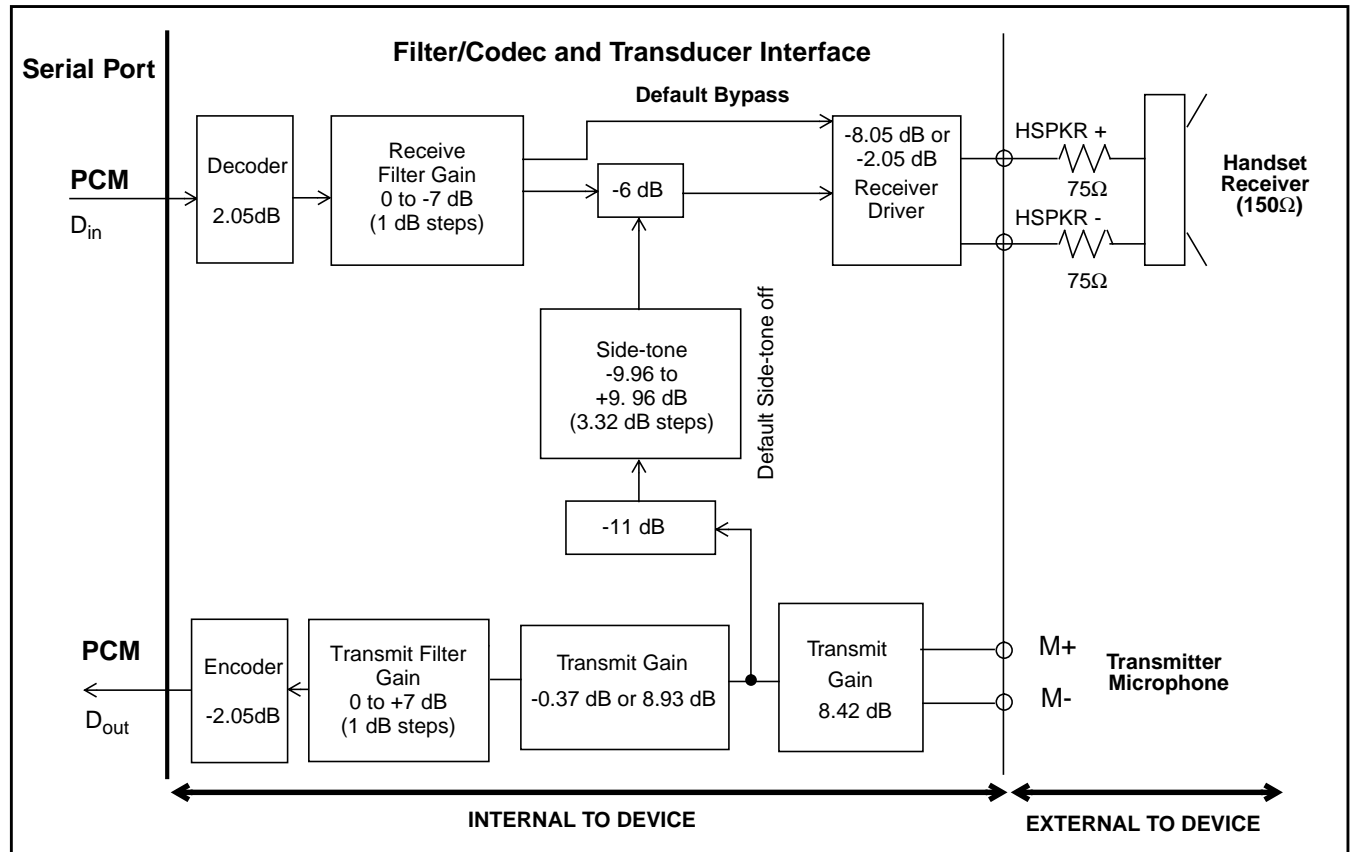 Filter/Codec and Transducer Interface
Serial Port
Default Bypass
PCM
Din
Decoder
2.05dB
Receive
Filter Gain
0 to -7 dB
(1 dB steps)
-6 dB
-8.05 dB or
-2.05 dB
Receiver
Driver
HSPKR +
75Ω
HSPKR -
75Ω
Handset
Receiver
(150Ω)
Side-tone
-9.96 to
+9. 96 dB
(3.32 dB steps)
Default Side-tone off
-11 dB
PCM
Dout
Encoder
-2.05dB
Transmit Filter
Gain
0 to +7 dB
(1 dB steps)
Transmit Gain
-0.37 dB or 8.93 dB
Transmit
Gain
8.42 dB
M+
M-
Transmitter
Microphone
INTERNAL TO DEVICE
EXTERNAL TO DEVICE